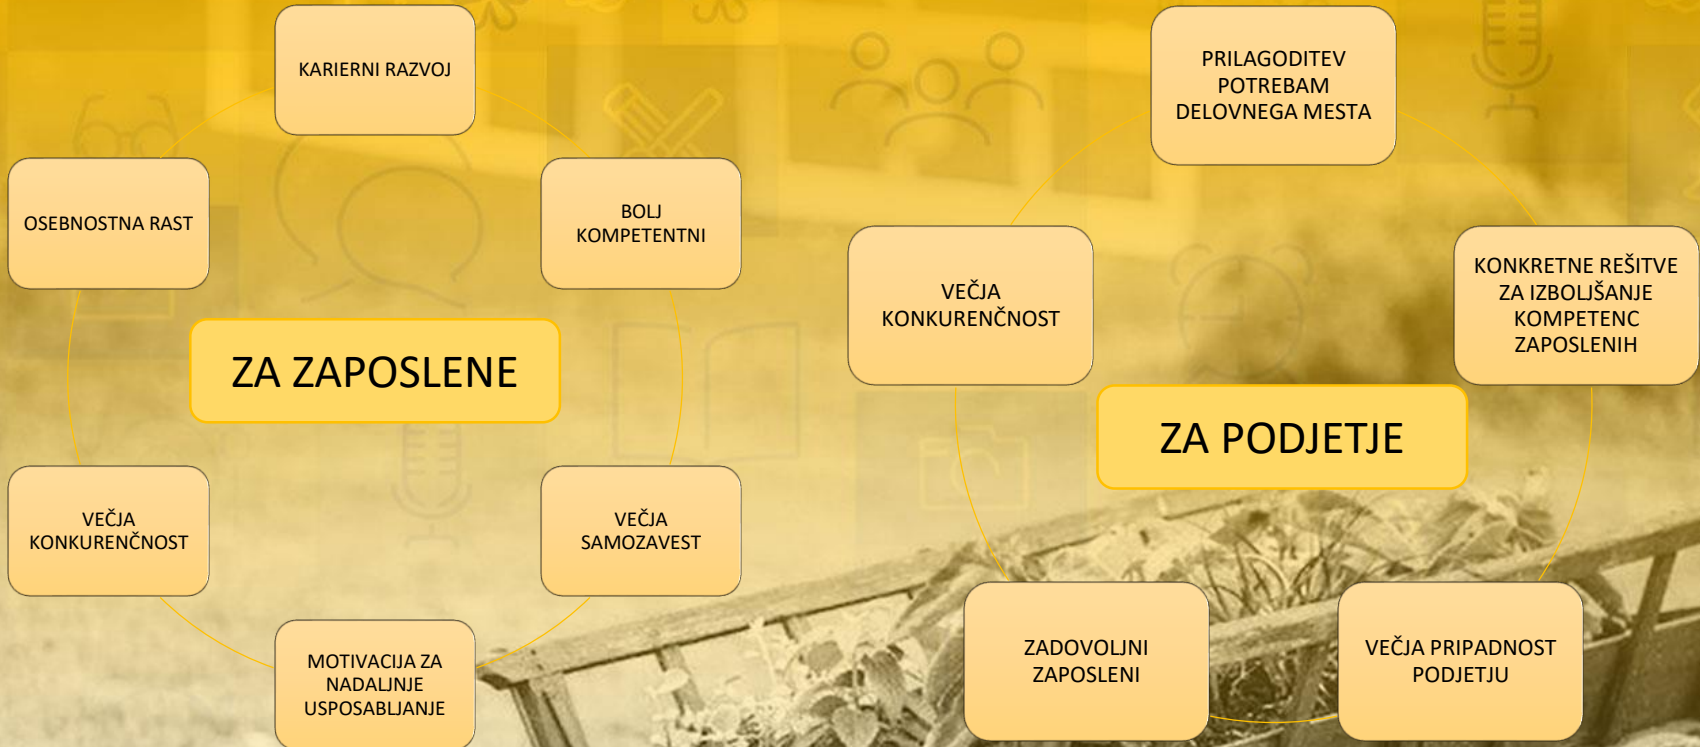 KARIERNI RAZVOJ
BOLJ
KOMPETENTNI
VEČJA
SAMOZAVEST
MOTIVACIJA ZA
NADALJNJE
USPOSABLJANJE
VEČJA
KONKURENČNOST
OSEBNOSTNA RAST
ZA ZAPOSLENE
PRILAGODITEV
POTREBAM
DELOVNEGA MESTA
KONKRETNE REŠITVE
ZA IZBOLJŠANJE
KOMPETENC
ZAPOSLENIH
VEČJA PRIPADNOST
PODJETJU
ZADOVOLJNI
ZAPOSLENI
VEČJA
KONKURENČNOST
ZA PODJETJE